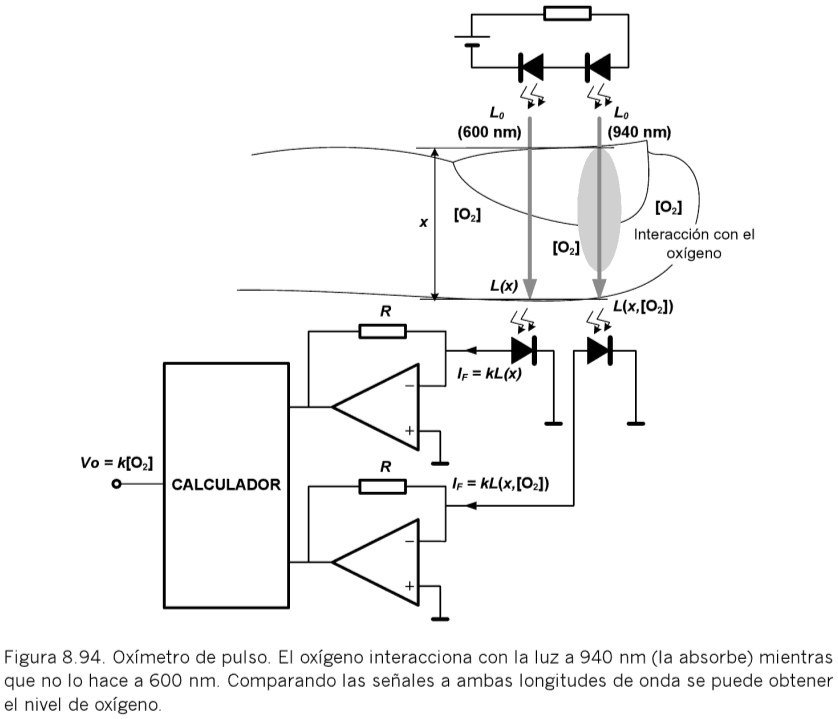 L₀ L₀
(600 nm) (940 nm)
x
[O₂]
[O₂]
[O₂]
Interacción con el
oxígeno
L(x)
L(x,[O₂])
R
I_F = kL(x)
−
+
Vo = k[O₂]
CALCULADOR
R
I_F = kL(x,[O₂])
−
+
Figura 8.94. Oxímetro de pulso. El oxígeno interacciona con la luz a 940 nm (la absorbe) mientras
que no lo hace a 600 nm. Comparando las señales a ambas longitudes de onda se puede obtener
el nivel de oxígeno.